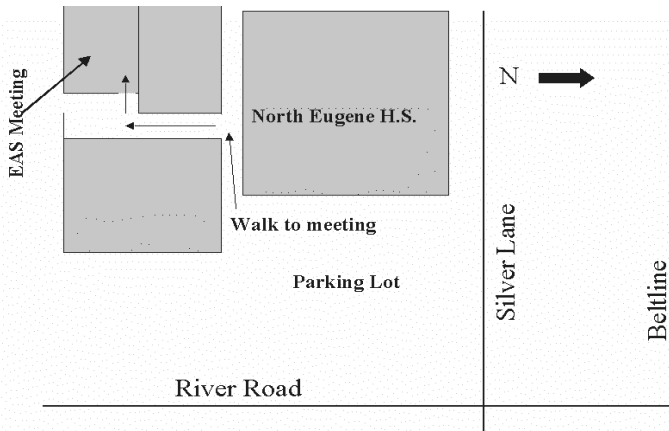 EAS Meeting
N
North Eugene H.S.
Walk to meeting
Parking Lot
Silver Lane
Beltline
River Road